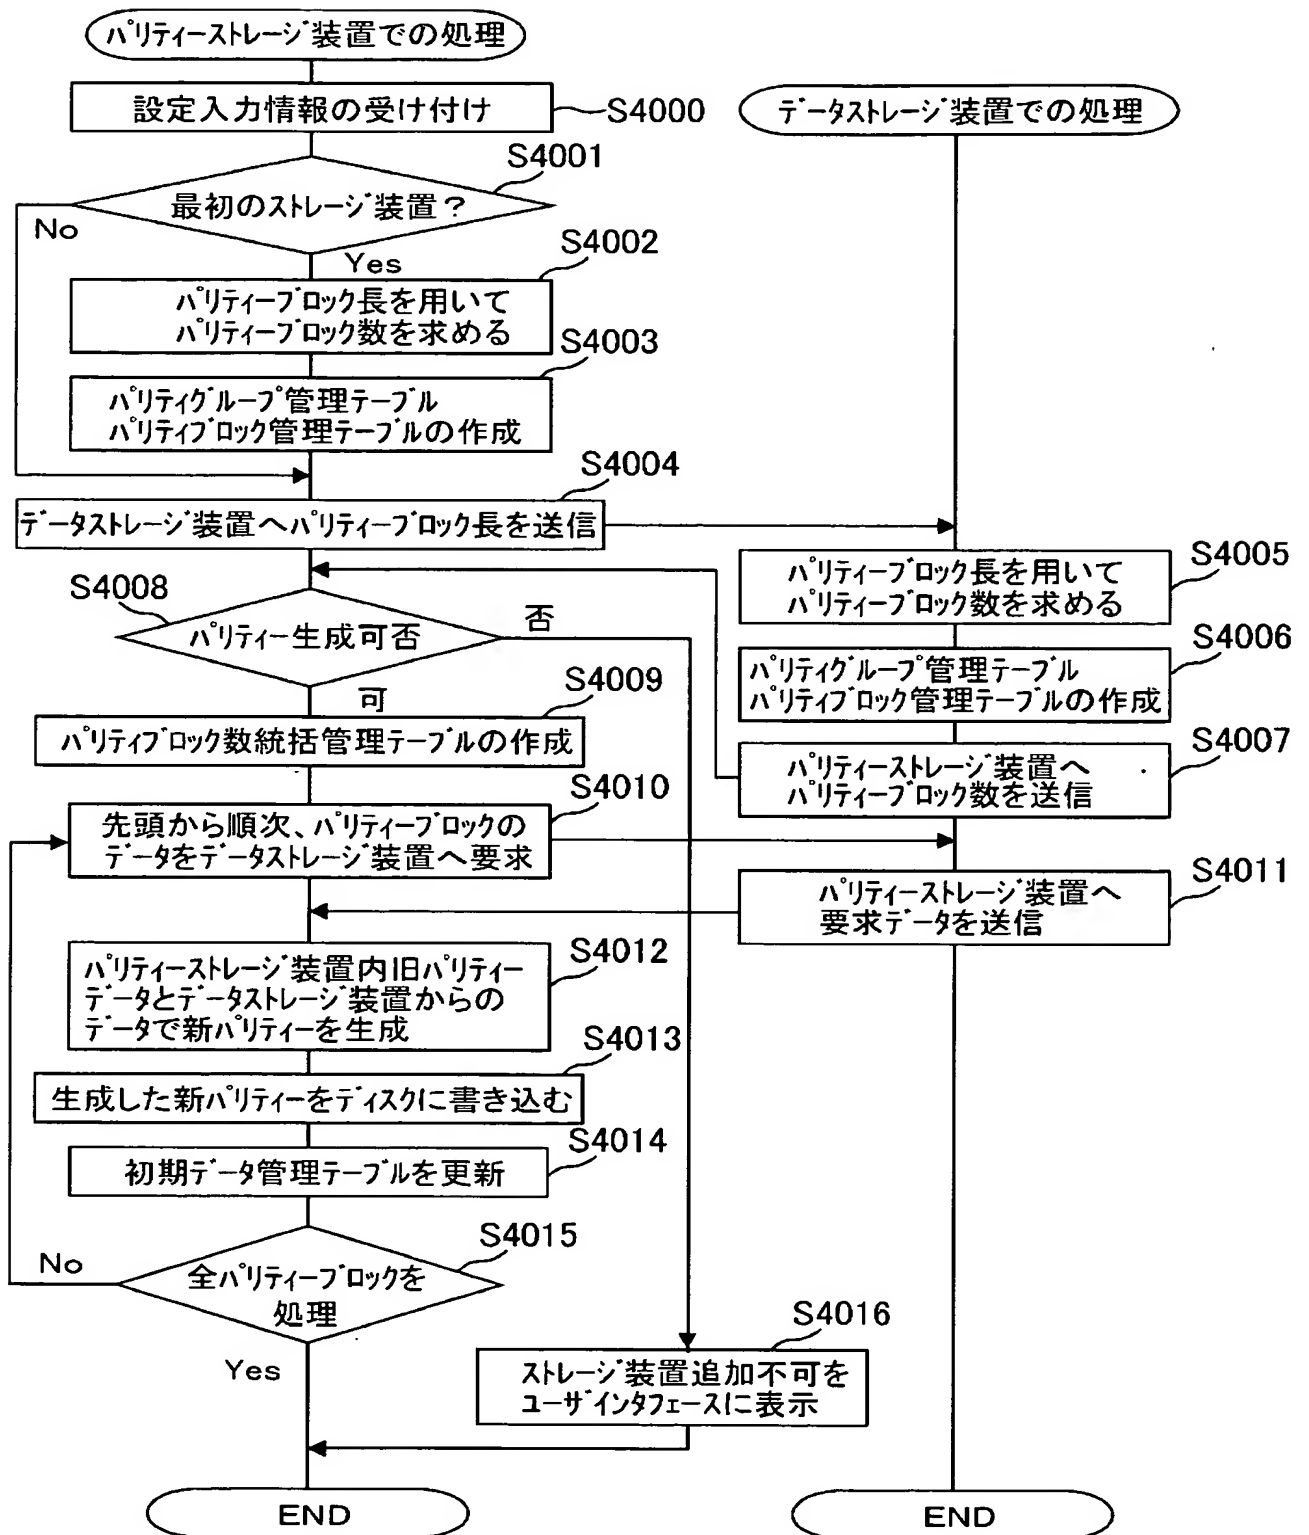 パリティーストレージ装置での処理
設定入力情報の受け付け
S4000
データストレージ装置での処理
S4001
最初のストレージ装置?
No
Yes
S4002
パリティーブロック長を用いて
パリティーブロック数を求める
S4003
パリティグループ管理テーブル
パリティブロック管理テーブルの作成
S4004
データストレージ装置へパリティーブロック長を送信
S4005
パリティーブロック長を用いて
パリティーブロック数を求める
S4008
パリティー生成可否
否
可
S4006
パリティグループ管理テーブル
パリティブロック管理テーブルの作成
S4009
パリティブロック数統括管理テーブルの作成
S4007
パリティーストレージ装置へ
パリティーブロック数を送信
S4010
先頭から順次、パリティーブロックの
データをデータストレージ装置へ要求
S4011
パリティーストレージ装置へ
要求データを送信
S4012
パリティーストレージ装置内旧パリティー
データとデータストレージ装置からの
データで新パリティーを生成
S4013
生成した新パリティーをディスクに書き込む
S4014
初期データ管理テーブルを更新
S4015
全パリティーブロックを
処理
No
Yes
S4016
ストレージ装置追加不可を
ユーザインタフェースに表示
END
END